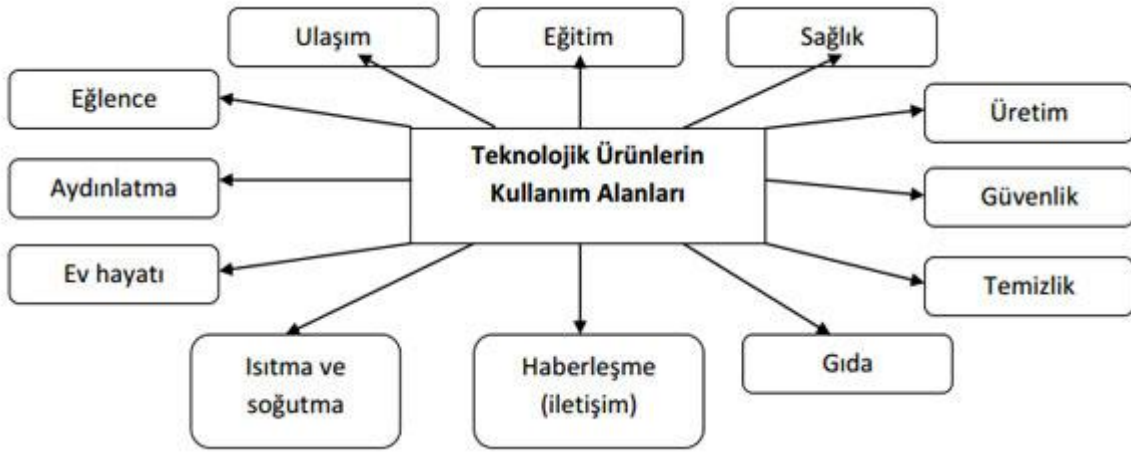 Ulaşım
Eğitim
Sağlık
Eğlence
Üretim
Teknolojik Ürünlerin
Kullanım Alanları
Aydınlatma
Güvenlik
Ev hayatı
Temizlik
Isıtma ve
soğutma
Haberleşme
(iletişim)
Gıda